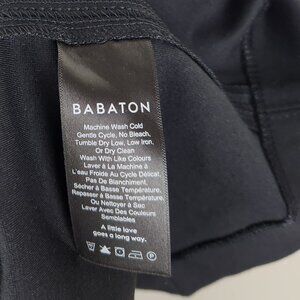 BABATON
Machine Wash Cold
Gentle Cycle, No Bleach,
Tumble Dry Low, Low Iron,
Or Dry Clean
Wash With Like Colours
Laver À La Machine À
L'eau Froide Au Cycle Délicat.
Pas De Blanchiment.
Sécher à Basse Température,
Repasser à Basse Température,
Ou Nettoyer à Sec
Laver Avec Des Couleurs
Semblables
A little love
goes a long way.